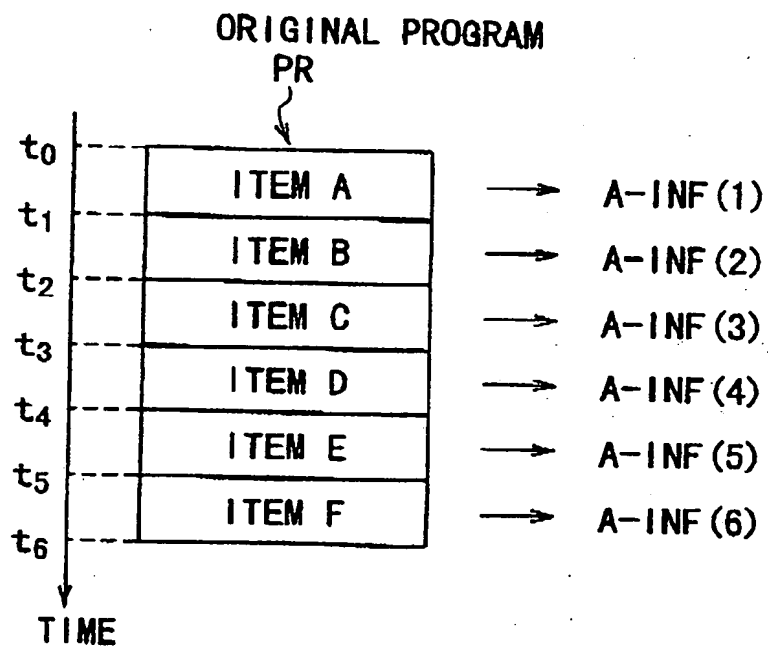 ORIGINAL PROGRAM
PR
t0
ITEM A → A-INF(1)
t1
ITEM B → A-INF(2)
t2
ITEM C → A-INF(3)
t3
ITEM D → A-INF(4)
t4
ITEM E → A-INF(5)
t5
ITEM F → A-INF(6)
t6
TIME